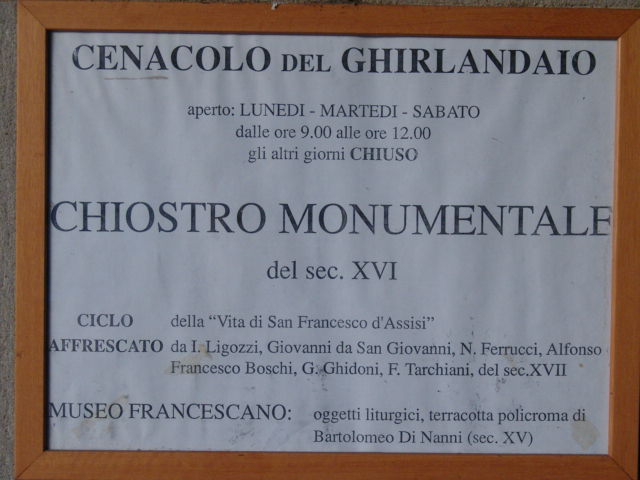 CENACOLO DEL GHIRLANDAIO
aperto: LUNEDI - MARTEDI - SABATO
dalle ore 9.00 alle ore 12.00
gli altri giorni CHIUSO
CHIOSTRO MONUMENTALE
del sec. XVI
CICLO della “Vita di San Francesco d'Assisi”
AFFRESCATO da I. Ligozzi, Giovanni da San Giovanni, N. Ferrucci, Alfonso
Francesco Boschi, G. Ghidoni, F. Tarchiani, del sec.XVII
MUSEO FRANCESCANO: oggetti liturgici, terracotta policroma di
Bartolomeo Di Nanni (sec. XV)